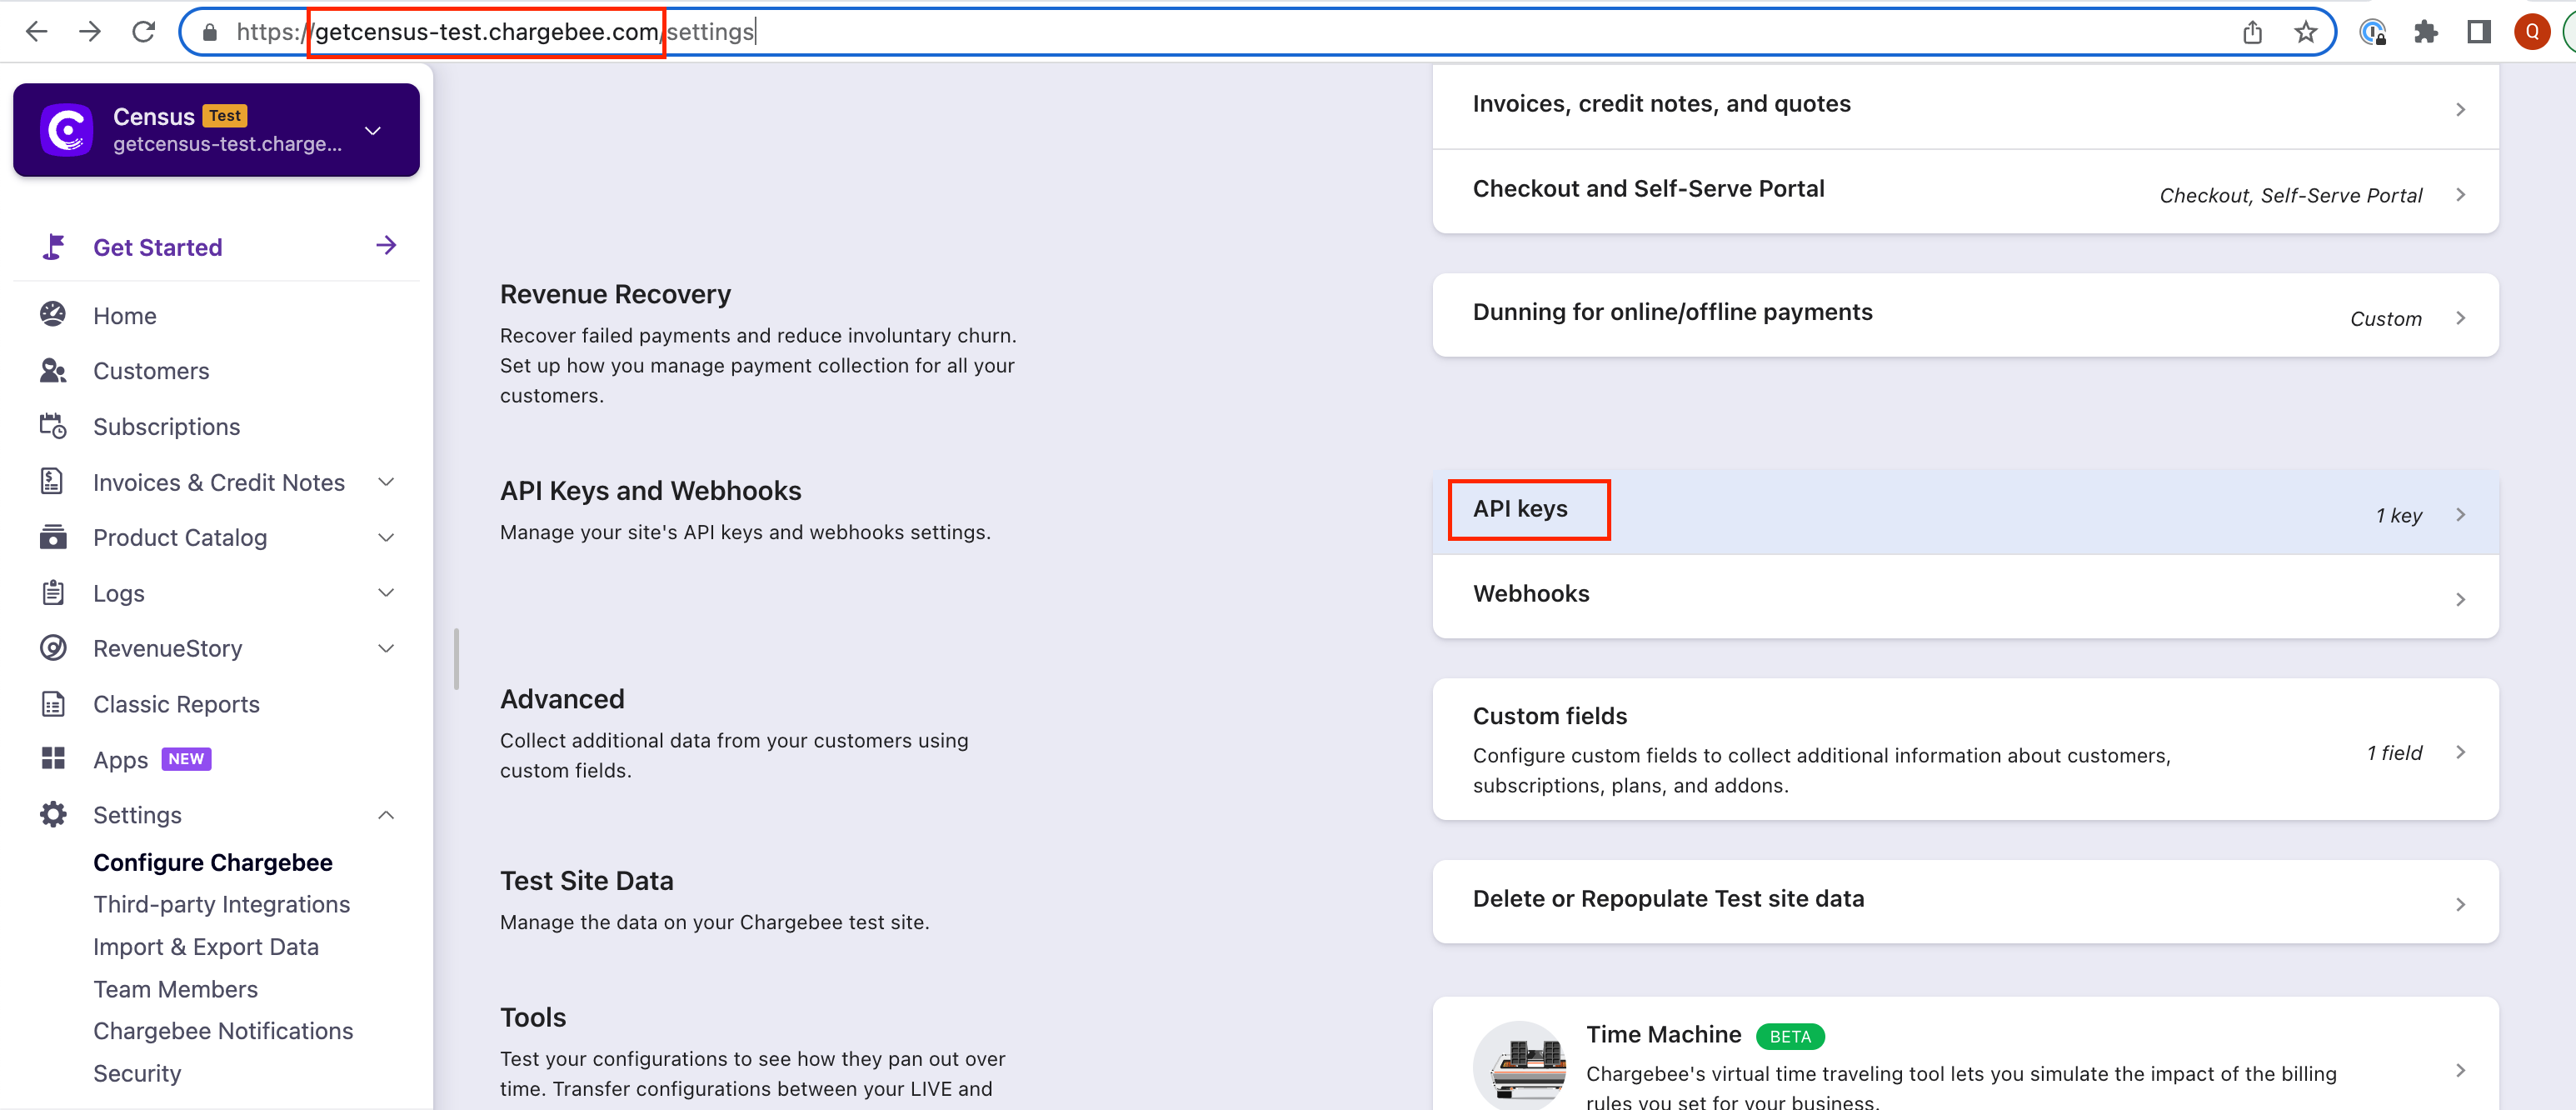 https://getcensus-test.chargebee.com/settings
Q
Census Test
getcensus-test.charge...
Get Started
Home
Customers
Subscriptions
Invoices & Credit Notes
Product Catalog
Logs
RevenueStory
Classic Reports
Apps NEW
Settings
Configure Chargebee
Third-party Integrations
Import & Export Data
Team Members
Chargebee Notifications
Security
Invoices, credit notes, and quotes
Checkout and Self-Serve Portal
Checkout, Self-Serve Portal
Revenue Recovery
Recover failed payments and reduce involuntary churn.
Set up how you manage payment collection for all your
customers.
Dunning for online/offline payments
Custom
API Keys and Webhooks
Manage your site's API keys and webhooks settings.
API keys
1 key
Webhooks
Advanced
Collect additional data from your customers using
custom fields.
Custom fields
Configure custom fields to collect additional information about customers,
subscriptions, plans, and addons.
1 field
Test Site Data
Manage the data on your Chargebee test site.
Delete or Repopulate Test site data
Tools
Test your configurations to see how they pan out over
time. Transfer configurations between your LIVE and
Time Machine BETA
Chargebee's virtual time traveling tool lets you simulate the impact of the billing
rules you set for your business.